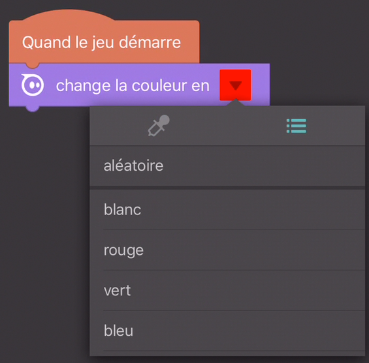 Quand le jeu démarre
change la couleur en
aléatoire
blanc
rouge
vert
bleu